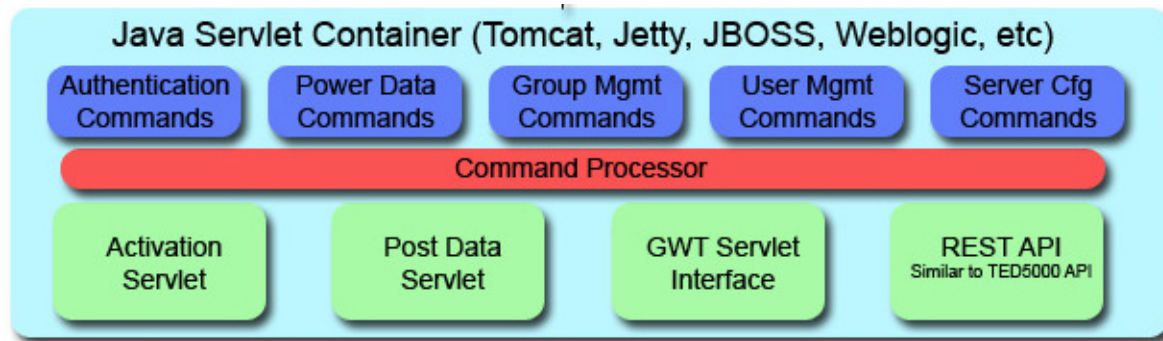 Java Servlet Container (Tomcat, Jetty, JBOSS, Weblogic, etc)
Authentication
Commands
Power Data
Commands
Group Mgmt
Commands
User Mgmt
Commands
Server Cfg
Commands
Command Processor
Activation
Servlet
Post Data
Servlet
GWT Servlet
Interface
REST API
Similar to TED5000 API